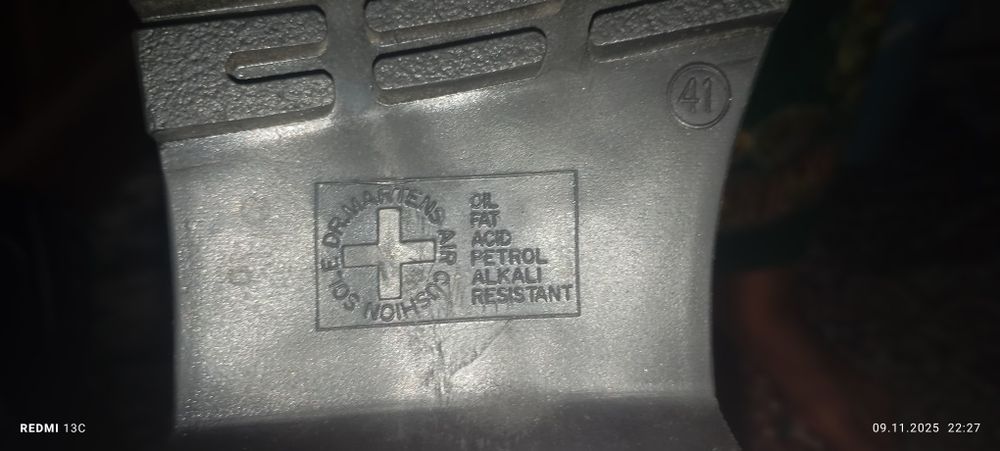 41
DR.MARTENS AIR CUSHION SOLE
OIL
FAT
ACID
PETROL
ALKALI
RESISTANT
REDMI 13C
09.11.2025 22:27